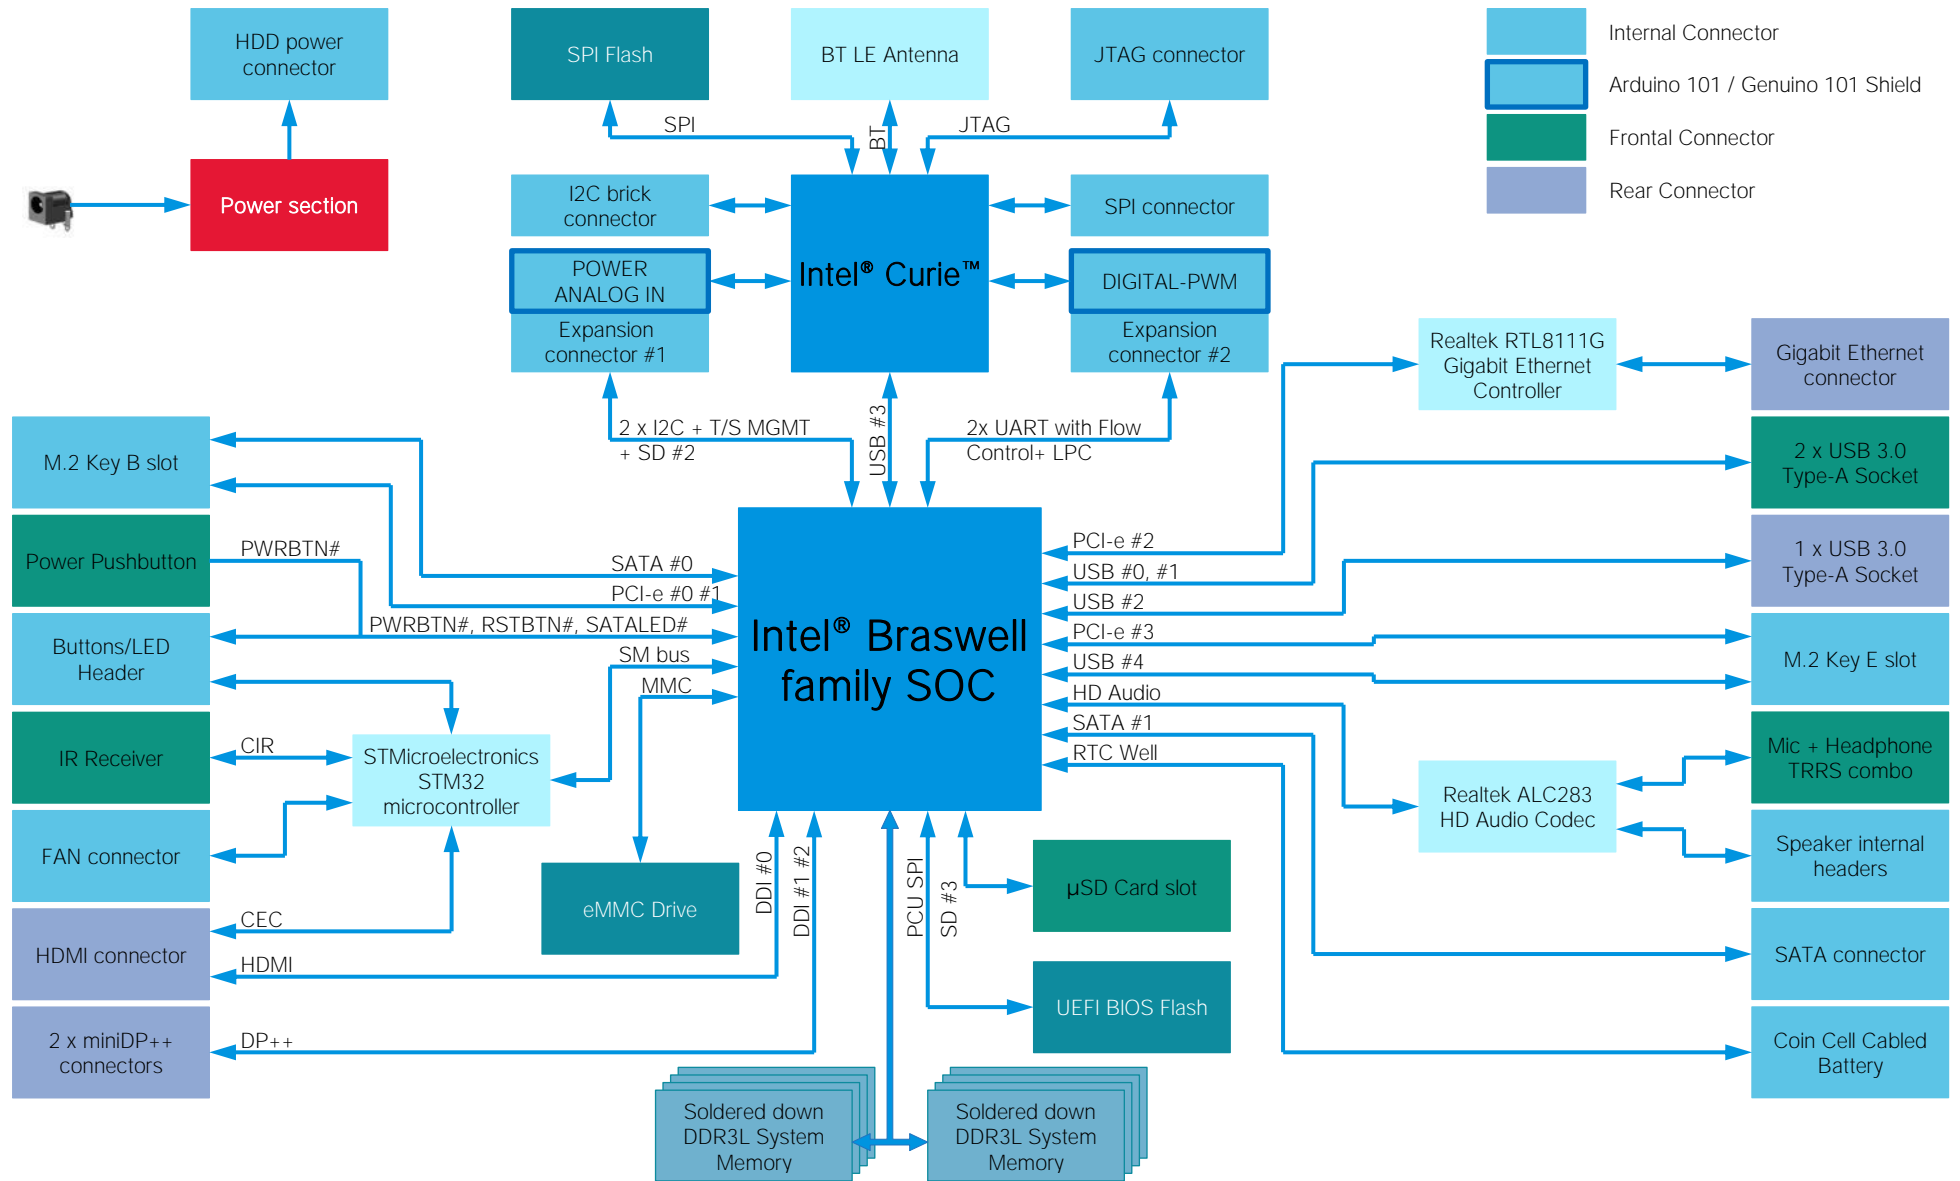 HDD power
connector
SPI Flash
BT LE Antenna
JTAG connector
Internal Connector
Arduino 101 / Genuino 101 Shield
Frontal Connector
Rear Connector
SPI
BT
JTAG
Power section
I2C brick
connector
SPI connector
Intel® Curie™
POWER
ANALOG IN
DIGITAL-PWM
Expansion
connector #1
Expansion
connector #2
Realtek RTL8111G
Gigabit Ethernet
Controller
Gigabit Ethernet
connector
2 x I2C + T/S MGMT
+ SD #2
USB #3
2x UART with Flow
Control+ LPC
M.2 Key B slot
2 x USB 3.0
Type-A Socket
Power Pushbutton
PWRBTN#
SATA #0
PCI-e #0 #1
PCI-e #2
USB #0, #1
USB #2
1 x USB 3.0
Type-A Socket
Buttons/LED
Header
PWRBTN#, RSTBTN#, SATALED#
SM bus
MMC
Intel® Braswell
family SOC
PCI-e #3
USB #4
HD Audio
SATA #1
RTC Well
M.2 Key E slot
IR Receiver
CIR
STMicroelectronics
STM32
microcontroller
Mic + Headphone
TRRS combo
Realtek ALC283
HD Audio Codec
FAN connector
Speaker internal
headers
eMMC Drive
DDI #0
DDI #1 #2
PCU SPI
SD #3
µSD Card slot
CEC
HDMI connector
HDMI
SATA connector
UEFI BIOS Flash
2 x miniDP++
connectors
DP++
Coin Cell Cabled
Battery
Soldered down
DDR3L System
Memory
Soldered down
DDR3L System
Memory